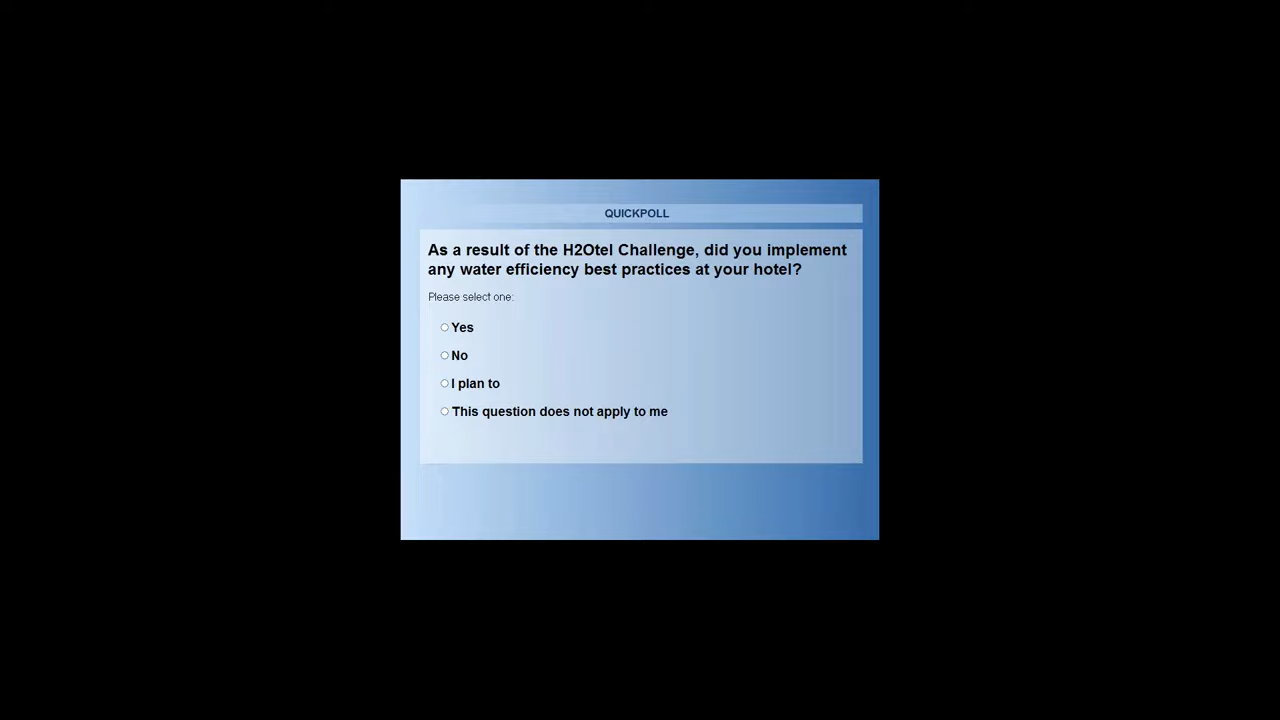 QUICKPOLL
As a result of the H2Otel Challenge, did you implement
any water efficiency best practices at your hotel?
Please select one:
Yes
No
I plan to
This question does not apply to me